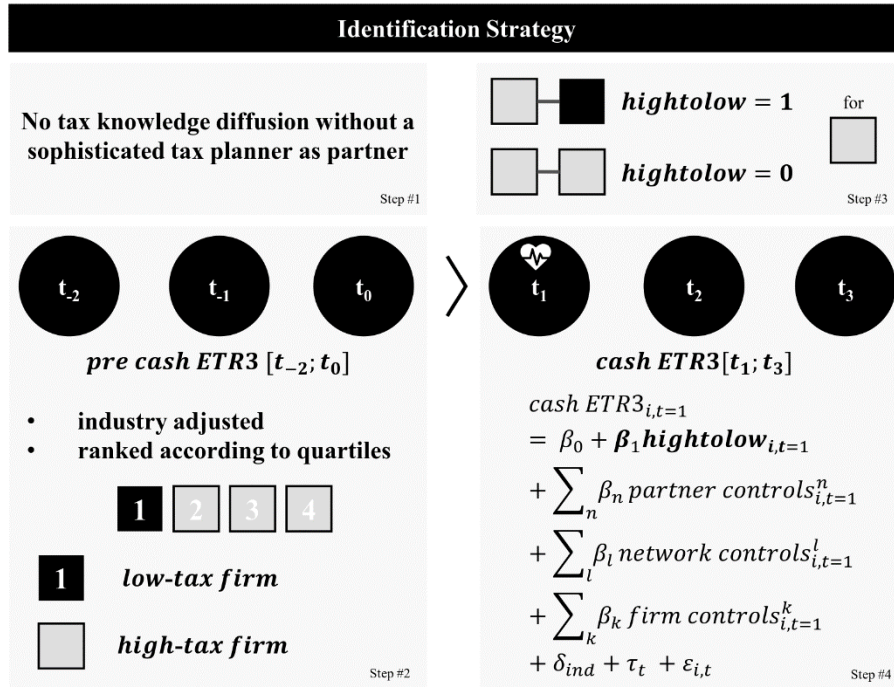 Identification Strategy
No tax knowledge diffusion without a
sophisticated tax planner as partner
Step #1
hightolow = 1
hightolow = 0
for
Step #3
t₋₂
t₋₁
t₀
pre cash ETR3 [t₋₂; t₀]
• industry adjusted
• ranked according to quartiles
1 2 3 4
1 low-tax firm
high-tax firm
Step #2
>
t₁
t₂
t₃
cash ETR3[t₁; t₃]
cash ETR3ᵢ,ₜ₌₁
= β₀ + β₁hightolowᵢ,ₜ₌₁
+ ∑ₙ βₙ partner controlsⁿᵢ,ₜ₌₁
+ ∑ₗ βₗ network controlsˡᵢ,ₜ₌₁
+ ∑ₖ βₖ firm controlsᵏᵢ,ₜ₌₁
+ δᵢₙd + τₜ + εᵢ,ₜ
Step #4